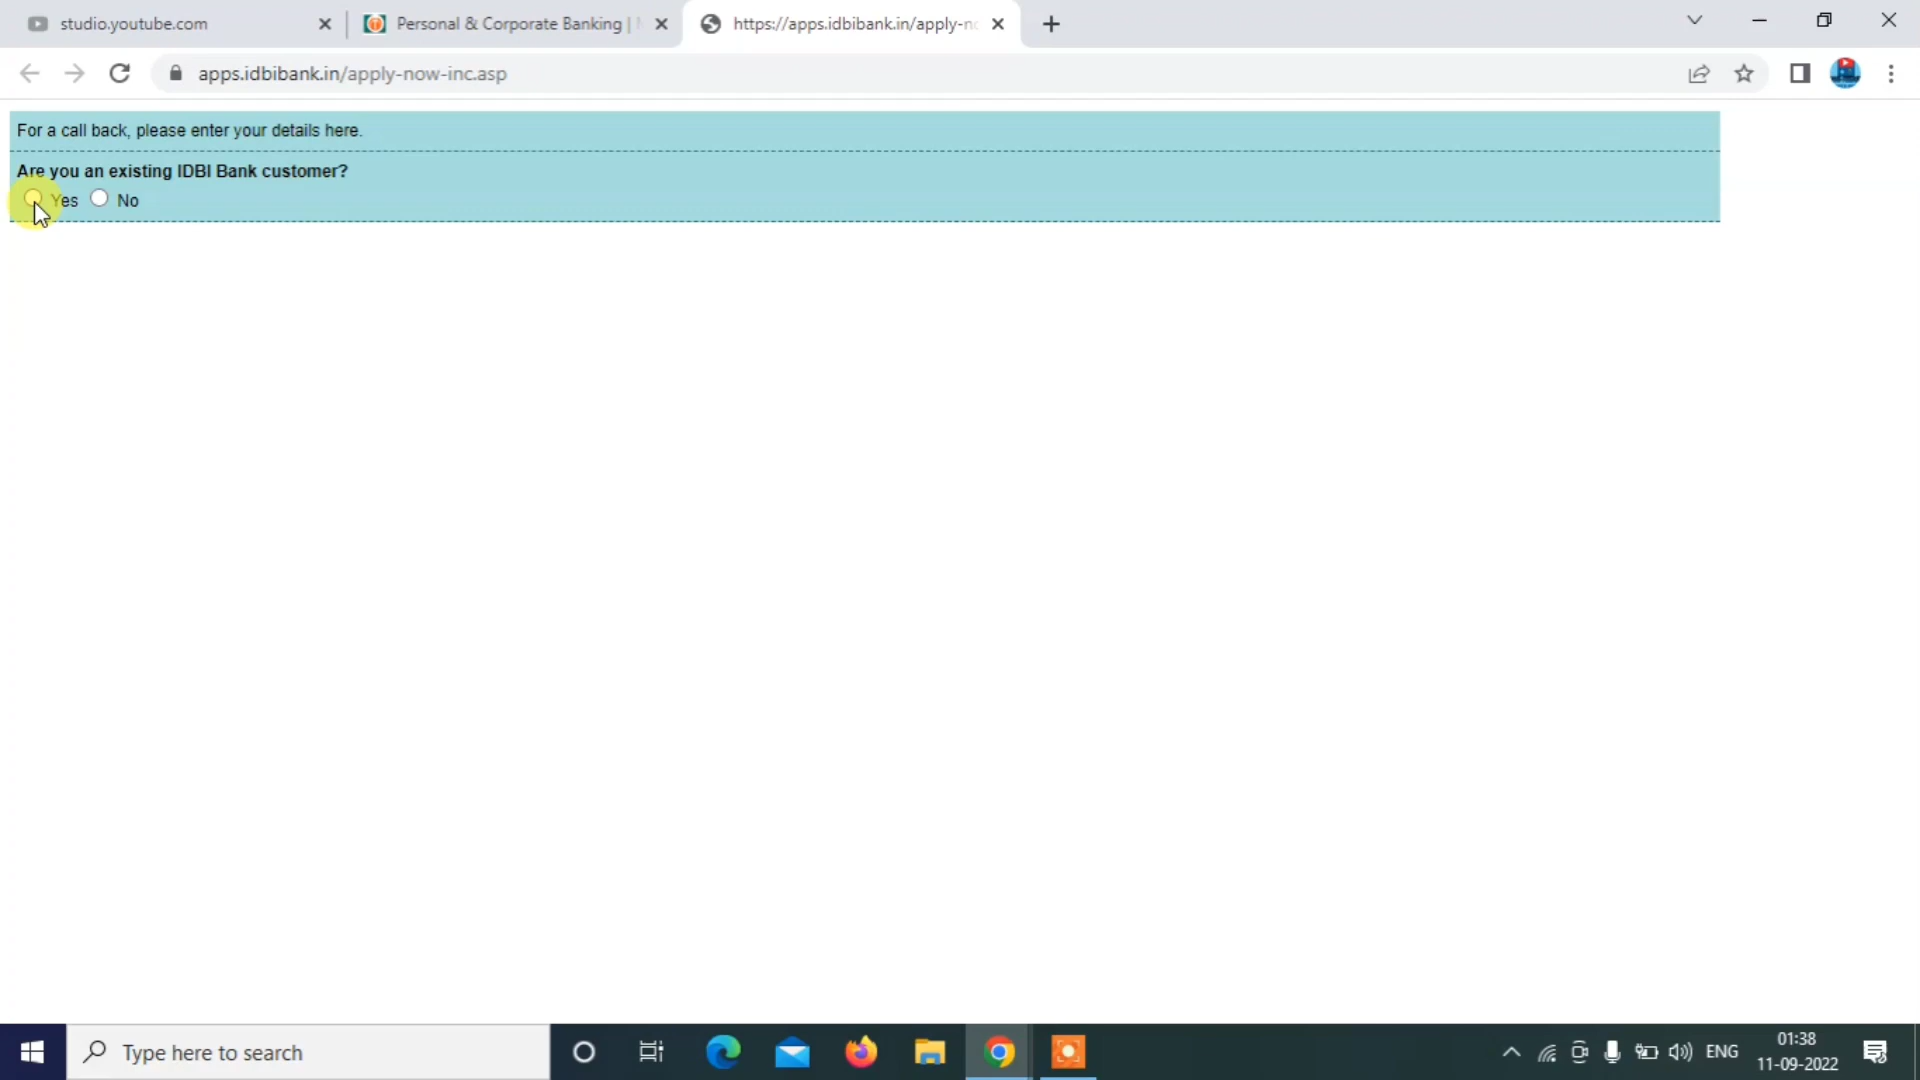 studio.youtube.com
Personal & Corporate Banking |
https://apps.idbibank.in/apply-no
apps.idbibank.in/apply-now-inc.asp
For a call back, please enter your details here.
Are you an existing IDBI Bank customer?
Yes No
Type here to search
ENG
01:38
11-09-2022